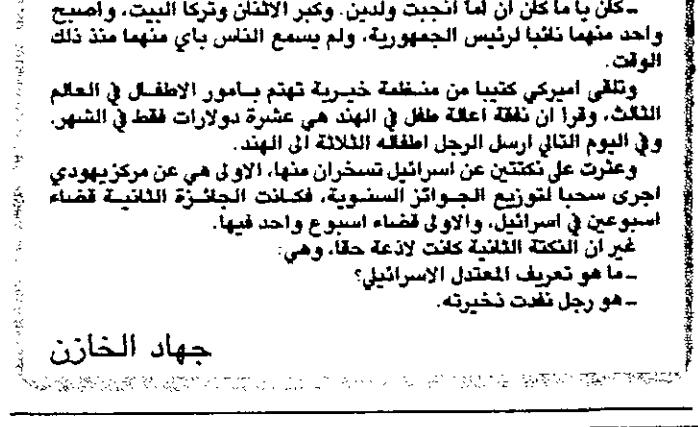 ـ كان يا ما كان ان اما انجبت ولدين. وكبر الاثنان وتركا البيت، واصبح
واحد منهما نائبا لرئيس الجمهورية، ولم يسمع الناس باي منهما منذ ذلك
الوقت.
وتلقى اميركي كتيبا من منظمة خيرية تهتم بامور الاطفال في العالم
الثالث، وقرا ان نفقة اعالة طفل في الهند هي عشرة دولارات فقط في الشهر.
وفي اليوم التالي ارسل الرجل اطفاله الثلاثة الى الهند.
وعثرت على نكتتين عن اسرائيل تسخران منها، الاولى هي عن مركز يهودي
اجرى سحبا لتوزيع الجوائز السنوية، فكانت الجائزة الثانية قضاء
اسبوعين في اسرائيل، والاولى قضاء اسبوع واحد فيها.
غير ان النكتة الثانية كانت لاذعة حقا، وهي:
ـ ما هو تعريف المعتدل الاسرائيلي؟
ـ هو رجل نفدت ذخيرته.
جهاد الخازن